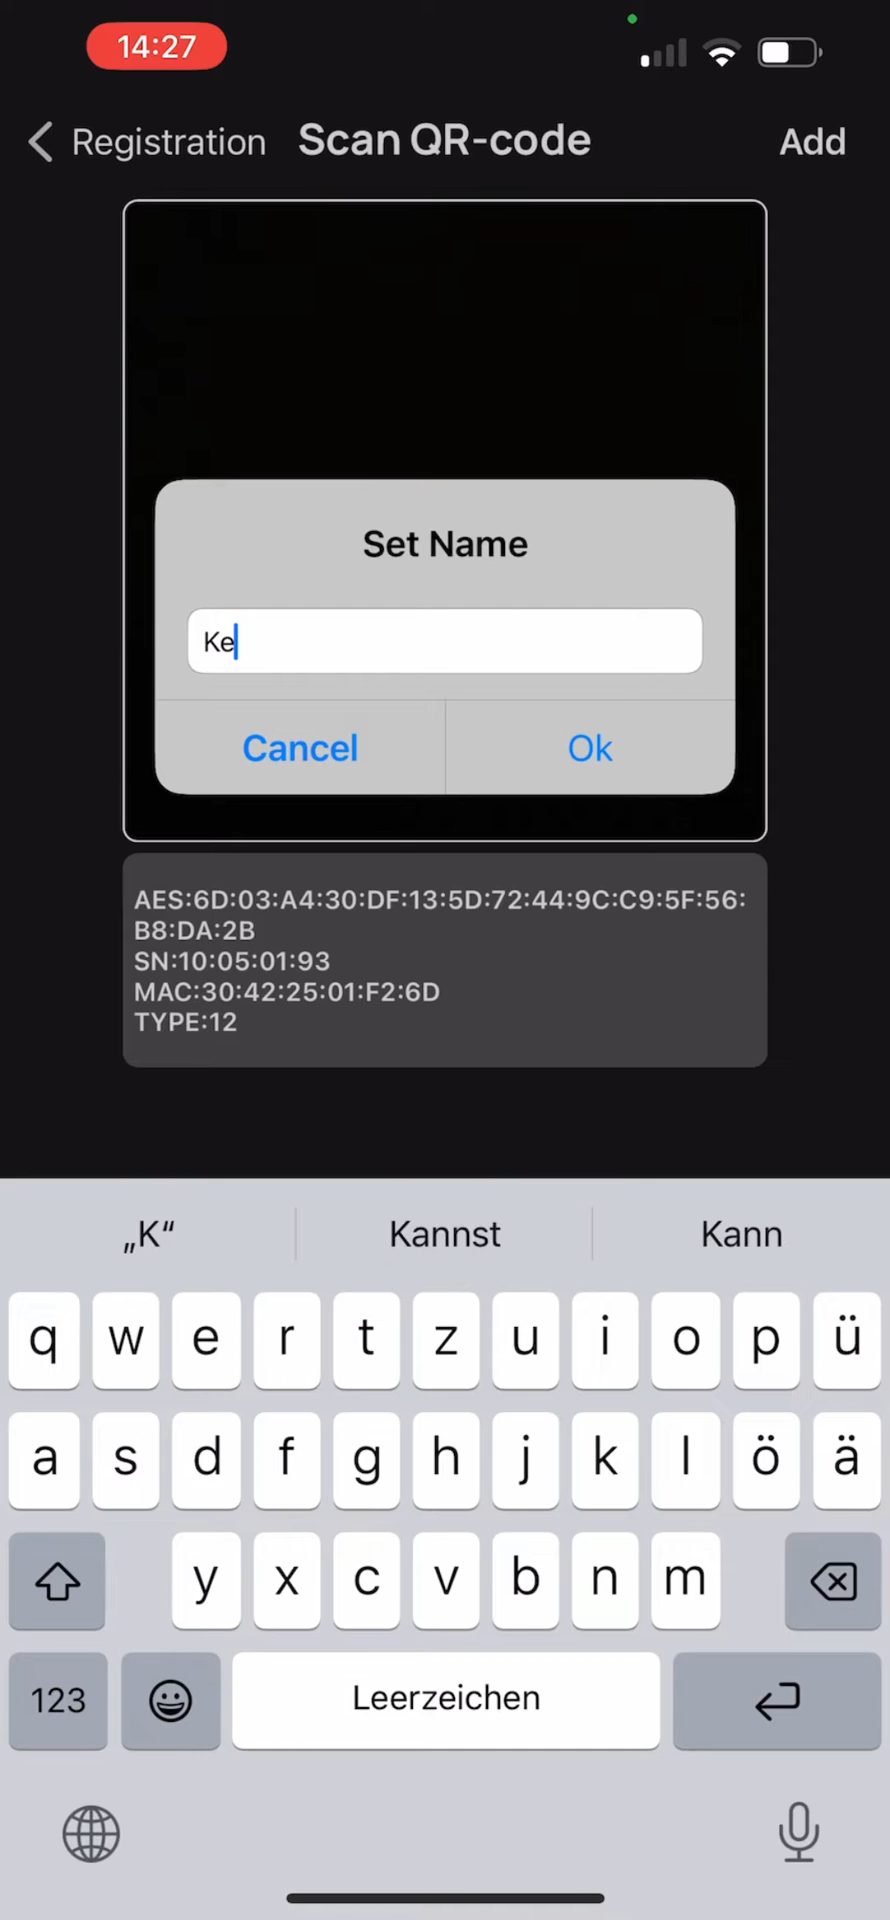 14:27
Registration
Scan QR-code
Add
Set Name
Ke
Cancel
Ok
AES:6D:03:A4:30:DF:13:5D:72:44:9C:C9:5F:56:
B8:DA:2B
SN:10:05:01:93
MAC:30:42:25:01:F2:6D
TYPE:12
„K“
Kannst
Kann
q w e r t z u i o p ü
a s d f g h j k l ö ä
y x c v b n m
123
Leerzeichen